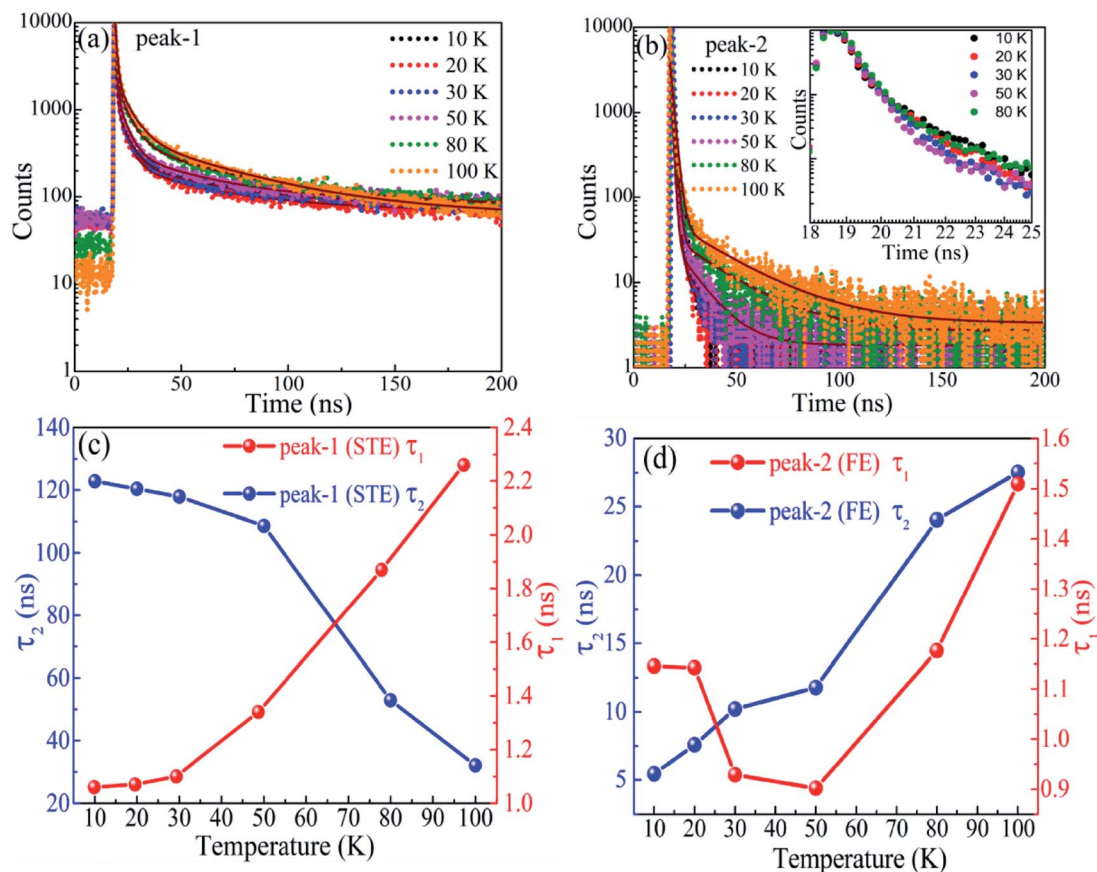 (a)
peak-1
10 K
20 K
30 K
50 K
80 K
100 K
10000
1000
100
10
1
Counts
0
50
100
150
200
Time (ns)
(b)
peak-2
10 K
20 K
30 K
50 K
80 K
100 K
10000
1000
100
10
1
Counts
0
50
100
150
200
Time (ns)
10 K
20 K
30 K
50 K
80 K
Counts
18
19
20
21
22
23
24
25
Time (ns)
(c)
peak-1 (STE) τ1
peak-1 (STE) τ2
140
120
100
80
60
40
20
τ2 (ns)
2.4
2.2
2.0
1.8
1.6
1.4
1.2
1.0
τ1 (ns)
10 20 30 40 50 60 70 80 90 100
Temperature (K)
(d)
peak-2 (FE) τ1
peak-2 (FE) τ2
30
25
20
15
10
5
τ2 (ns)
1.6
1.5
1.4
1.3
1.2
1.1
1.0
0.9
τ1 (ns)
10 20 30 40 50 60 70 80 90 100
Temperature (K)